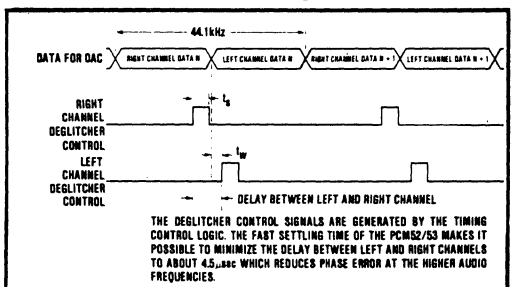 44.1kHz
DATA FOR DAC
RIGHT CHANNEL DATA N
LEFT CHANNEL DATA N
RIGHT CHANNEL DATA N + 1
LEFT CHANNEL DATA N + 1
RIGHT
CHANNEL
DEGLITCHER
CONTROL
ts
LEFT
CHANNEL
DEGLITCHER
CONTROL
tw
DELAY BETWEEN LEFT AND RIGHT CHANNEL
THE DEGLITCHER CONTROL SIGNALS ARE GENERATED BY THE TIMING
CONTROL LOGIC. THE FAST SETTLING TIME OF THE PCM52/53 MAKES IT
POSSIBLE TO MINIMIZE THE DELAY BETWEEN LEFT AND RIGHT CHANNELS
TO ABOUT 4.5μsec WHICH REDUCES PHASE ERROR AT THE HIGHER AUDIO
FREQUENCIES.